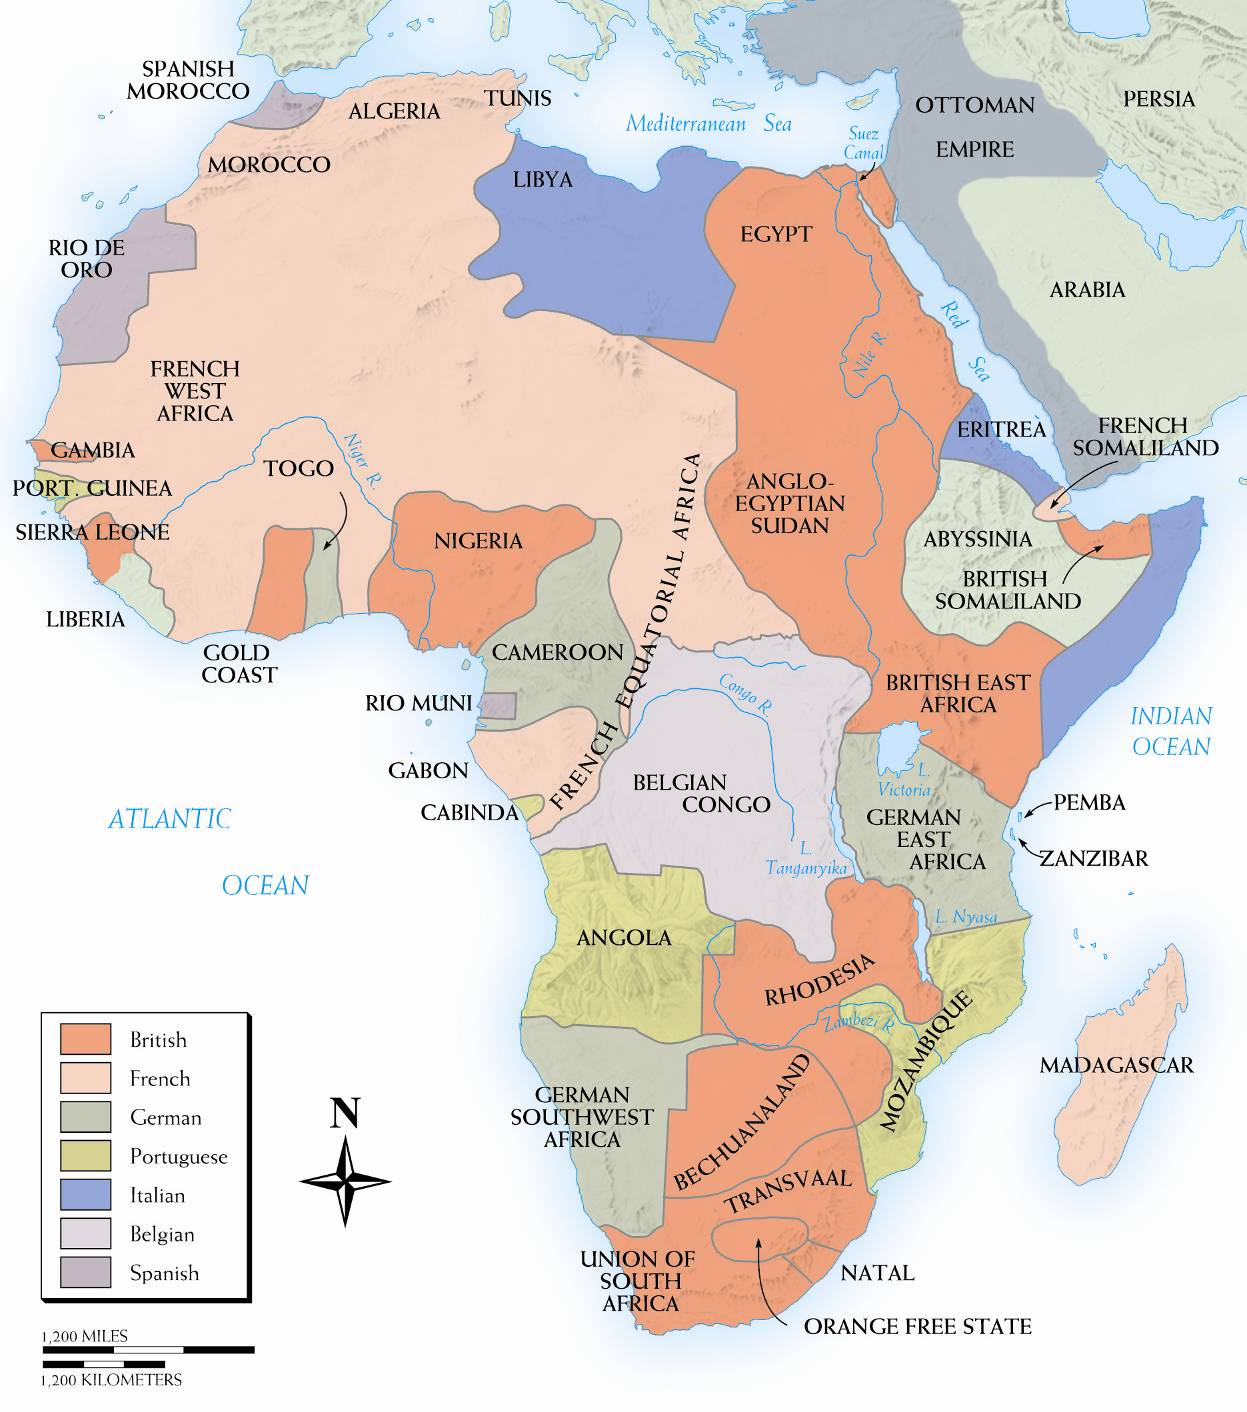 SPANISH
MOROCCO
ALGERIA
TUNIS
Mediterranean Sea
Suez
Canal
OTTOMAN
EMPIRE
PERSIA
MOROCCO
LIBYA
EGYPT
RIO DE
ORO
ARABIA
Red Sea
Nile R.
FRENCH
WEST
AFRICA
GAMBIA
TOGO
Niger R.
PORT. GUINEA
SIERRA LEONE
NIGERIA
ANGLO-
EGYPTIAN
SUDAN
ERITREA
FRENCH
SOMALILAND
ABYSSINIA
BRITISH
SOMALILAND
LIBERIA
GOLD
COAST
CAMEROON
FRENCH EQUATORIAL AFRICA
RIO MUNI
Congo R.
BRITISH EAST
AFRICA
INDIAN
OCEAN
GABON
CABINDA
BELGIAN
CONGO
L.
Victoria
GERMAN
EAST
AFRICA
PEMBA
ZANZIBAR
L.
Tanganyika
ATLANTIC
OCEAN
L. Nyasa
ANGOLA
RHODESIA
Zambezi R.
MOZAMBIQUE
MADAGASCAR
GERMAN
SOUTHWEST
AFRICA
BECHUANALAND
TRANSVAAL
UNION OF
SOUTH
AFRICA
NATAL
ORANGE FREE STATE
British
French
German
Portuguese
Italian
Belgian
Spanish
N
1,200 MILES
1,200 KILOMETERS